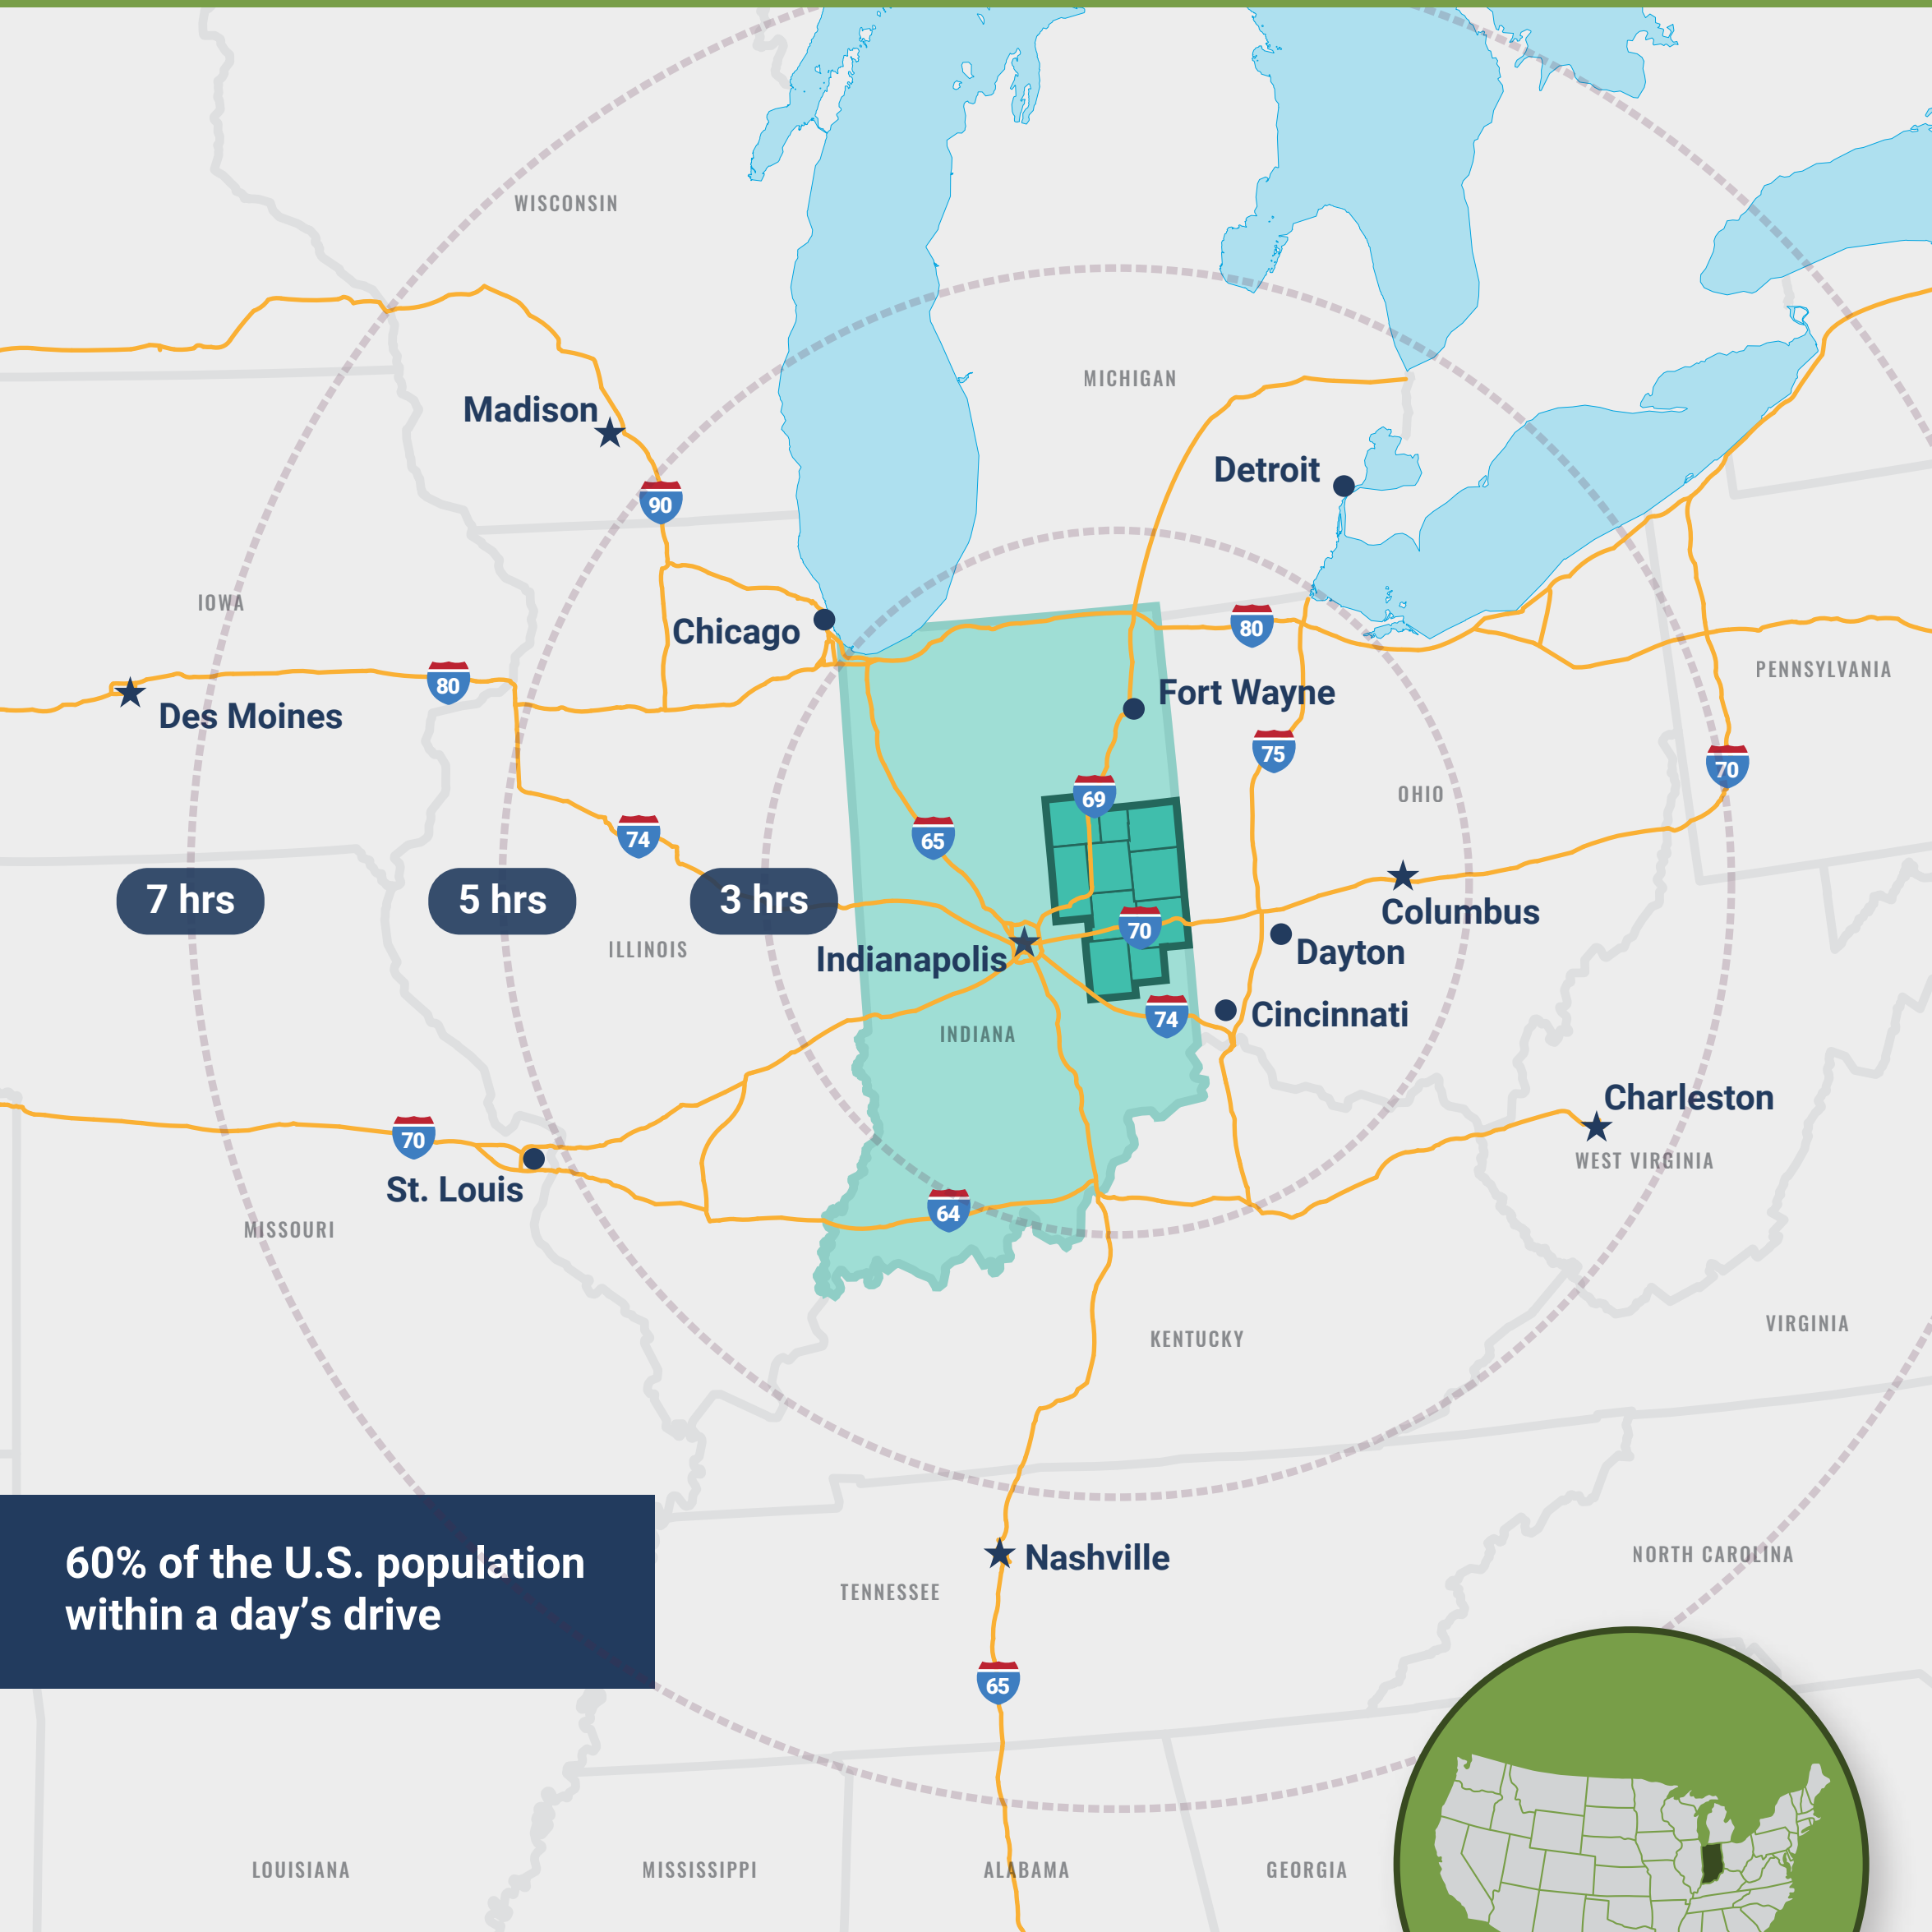 WISCONSIN
MICHIGAN
Madison
Detroit
90
IOWA
Chicago
80
PENNSYLVANIA
80
Des Moines
Fort Wayne
75
70
69
OHIO
74
65
7 hrs
5 hrs
3 hrs
Columbus
70
ILLINOIS
Indianapolis
Dayton
74
Cincinnati
INDIANA
Charleston
70
WEST VIRGINIA
St. Louis
64
MISSOURI
VIRGINIA
KENTUCKY
60% of the U.S. population
within a day’s drive
Nashville
NORTH CAROLINA
TENNESSEE
65
LOUISIANA
MISSISSIPPI
ALABAMA
GEORGIA